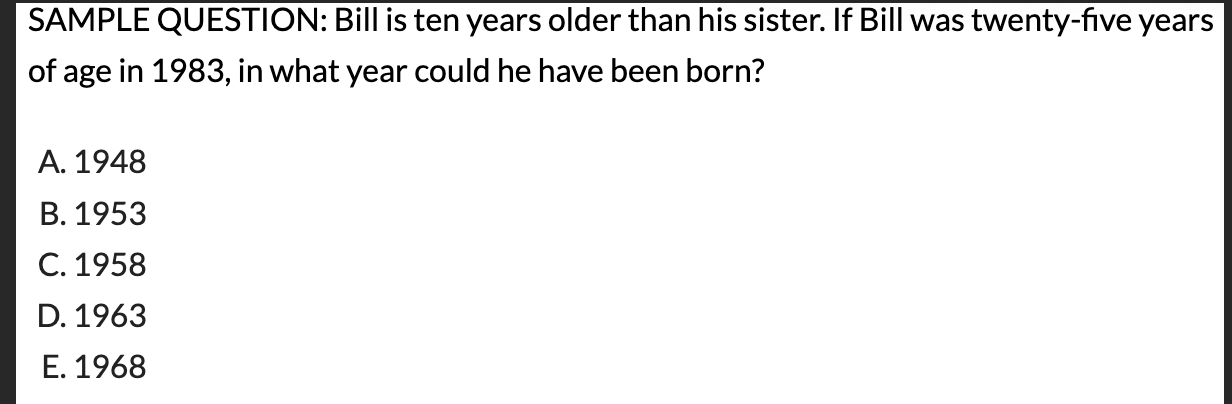 SAMPLE QUESTION: Bill is ten years older than his sister. If Bill was twenty-five years
of age in 1983, in what year could he have been born?
A. 1948
B. 1953
C. 1958
D. 1963
E. 1968